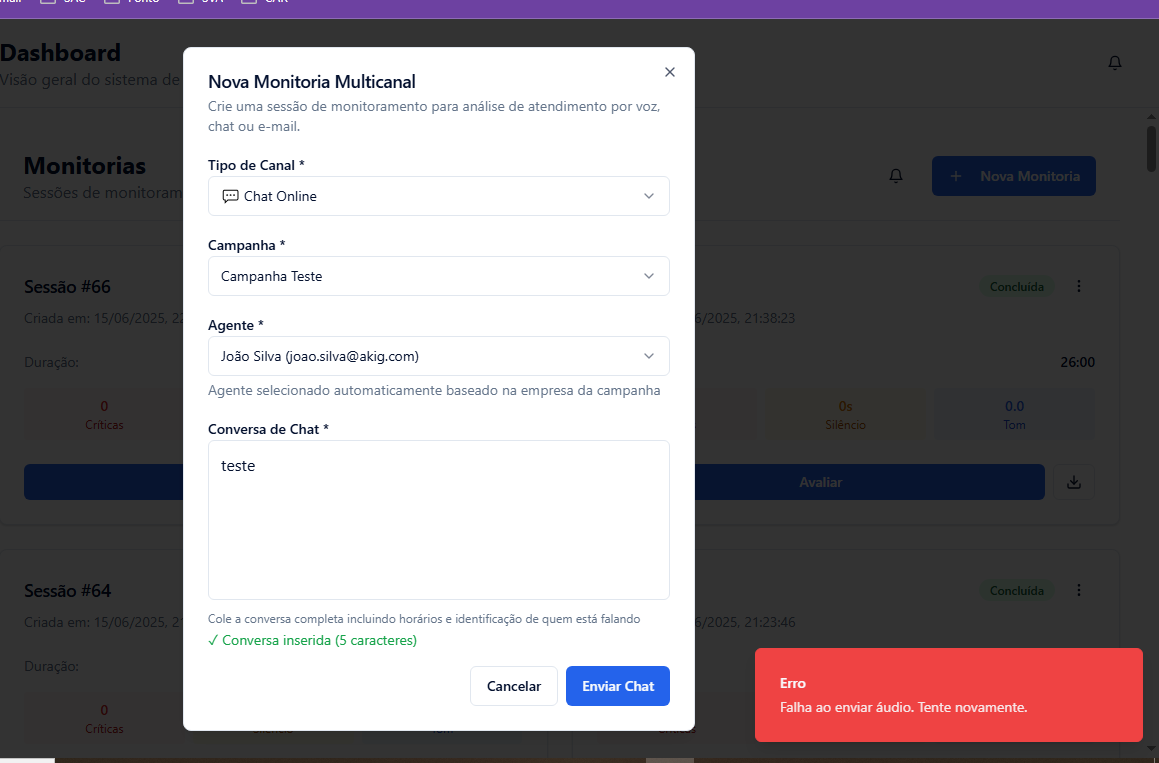 Dashboard
Visão geral do sistema de
Nova Monitoria Multicanal
Crie uma sessão de monitoramento para análise de atendimento por voz,
chat ou e-mail.
Monitorias
Sessões de monitoram
Nova Monitoria
Tipo de Canal *
Chat Online
Campanha *
Campanha Teste
Agente *
João Silva (joao.silva@akig.com)
Agente selecionado automaticamente baseado na empresa da campanha
Conversa de Chat *
teste
Cole a conversa completa incluindo horários e identificação de quem está falando
✓ Conversa inserida (5 caracteres)
Cancelar
Enviar Chat
Sessão #66
Criada em: 15/06/2025, 22
Duração:
0
Críticas
Concluída
6/2025, 21:38:23
26:00
0s
Silêncio
0.0
Tom
Avaliar
Sessão #64
Criada em: 15/06/2025, 21
Duração:
0
Críticas
Concluída
6/2025, 21:23:46
Erro
Falha ao enviar áudio. Tente novamente.